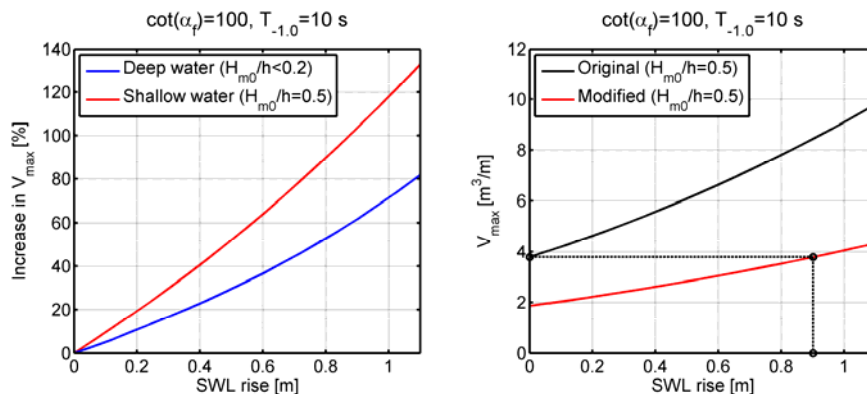 cot(α_f)=100, T_-1.0=10 s
Deep water (H_m0/h<0.2)
Shallow water (H_m0/h=0.5)
Increase in V_max [%]
140
120
100
80
60
40
20
0
0 0.2 0.4 0.6 0.8 1
SWL rise [m]
cot(α_f)=100, T_-1.0=10 s
Original (H_m0/h=0.5)
Modified (H_m0/h=0.5)
V_max [m³/m]
12
10
8
6
4
2
0
0 0.2 0.4 0.6 0.8 1
SWL rise [m]